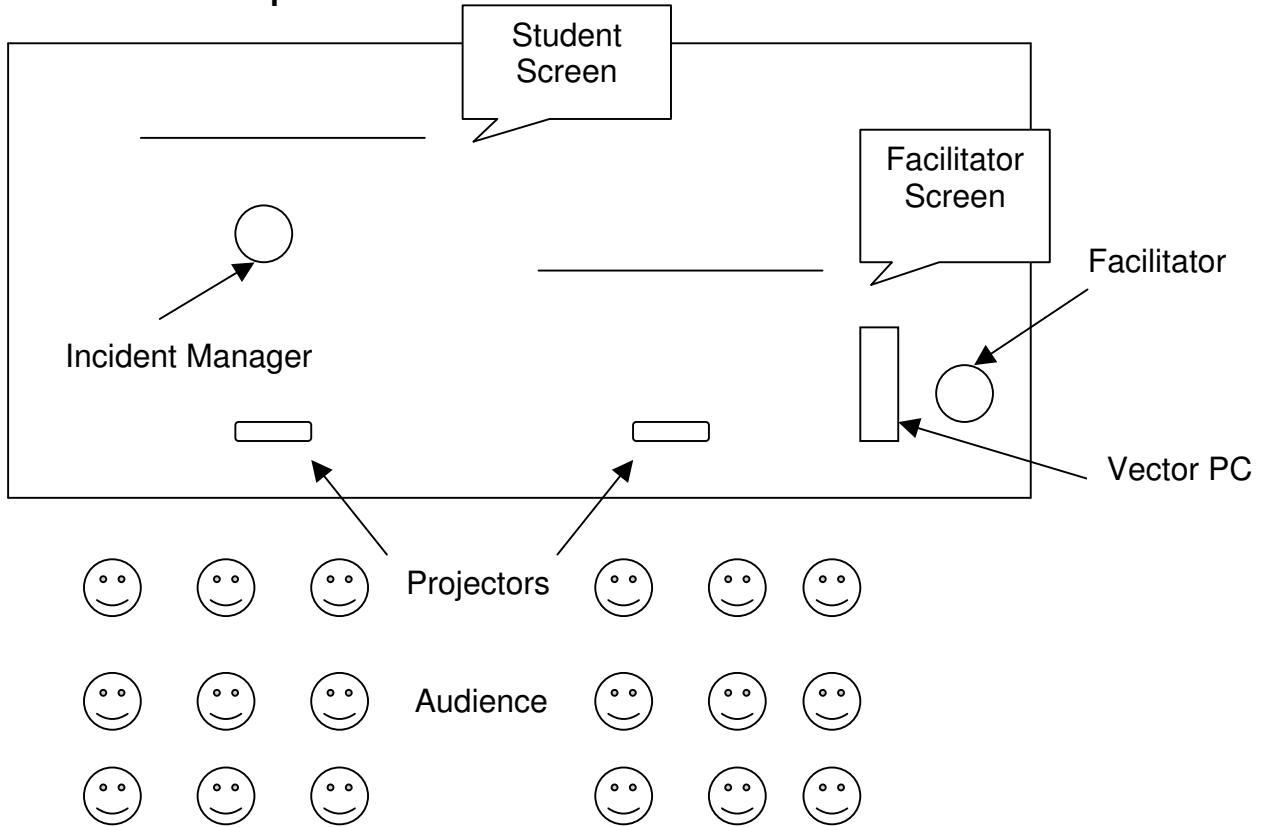 Student
Screen
Facilitator
Screen
Facilitator
Incident Manager
Vector PC
Projectors
Audience